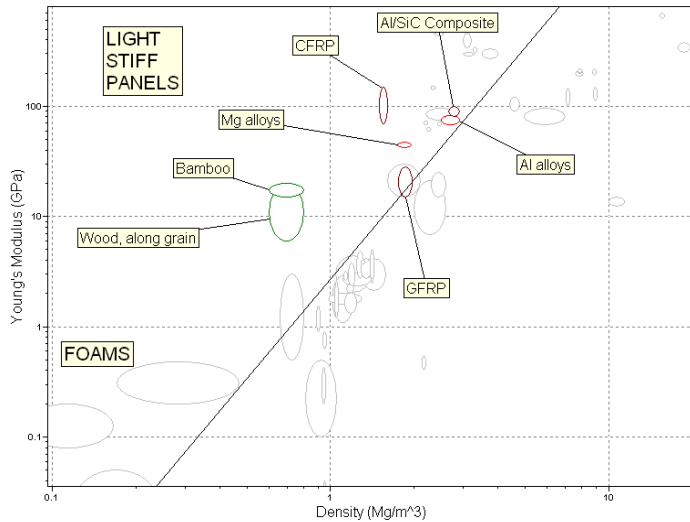 LIGHT
STIFF
PANELS
CFRP
Al/SiC Composite
Mg alloys
Al alloys
Bamboo
Wood, along grain
GFRP
FOAMS
Young's Modulus (GPa)
100
10
1
0.1
0.1
1
10
Density (Mg/m^3)